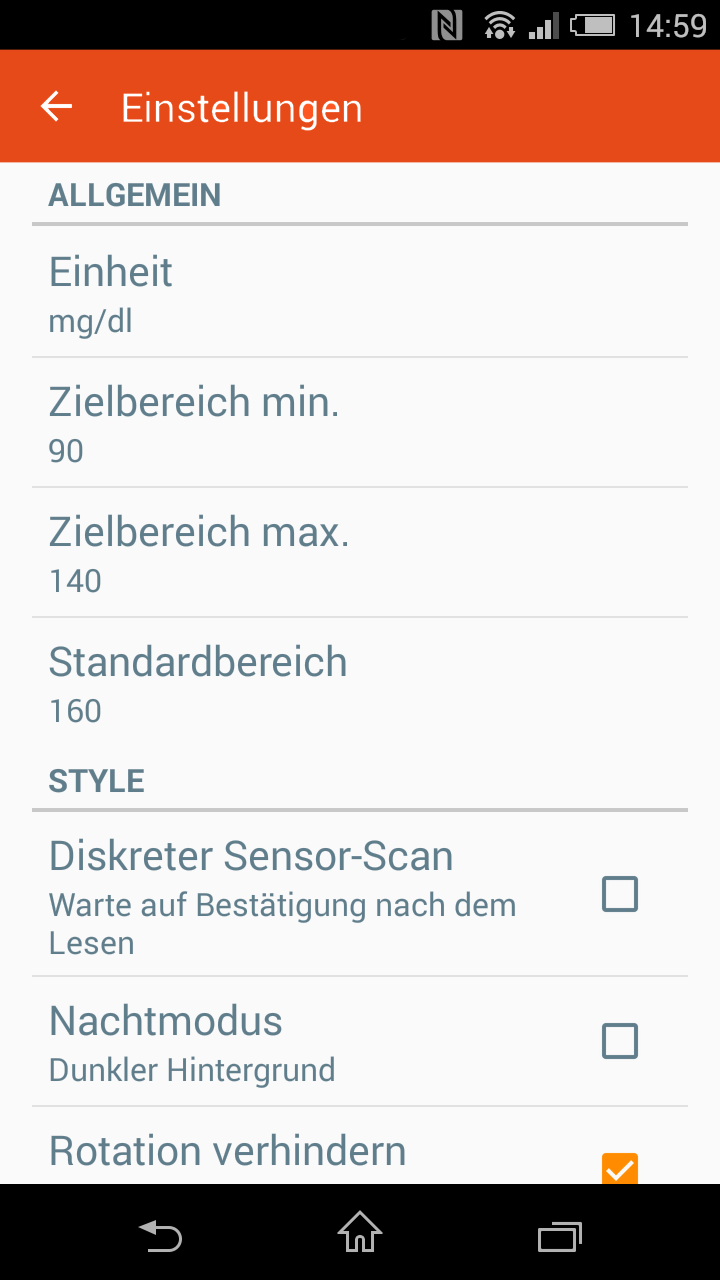 14:59
Einstellungen
ALLGEMEIN
Einheit
mg/dl
Zielbereich min.
90
Zielbereich max.
140
Standardbereich
160
STYLE
Diskreter Sensor-Scan
Warte auf Bestätigung nach dem
Lesen
Nachtmodus
Dunkler Hintergrund
Rotation verhindern